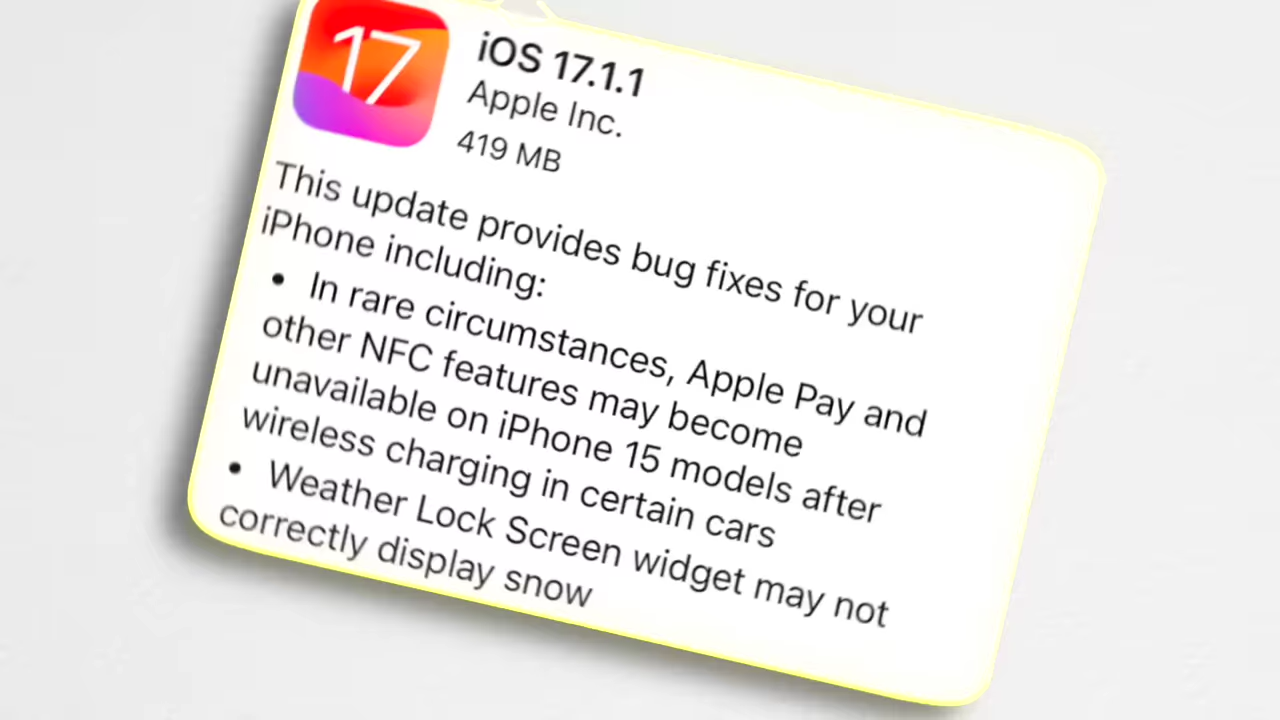 17
iOS 17.1.1
Apple Inc.
419 MB
This update provides bug fixes for your
iPhone including:
• In rare circumstances, Apple Pay and
other NFC features may become
unavailable on iPhone 15 models after
wireless charging in certain cars
• Weather Lock Screen widget may not
correctly display snow